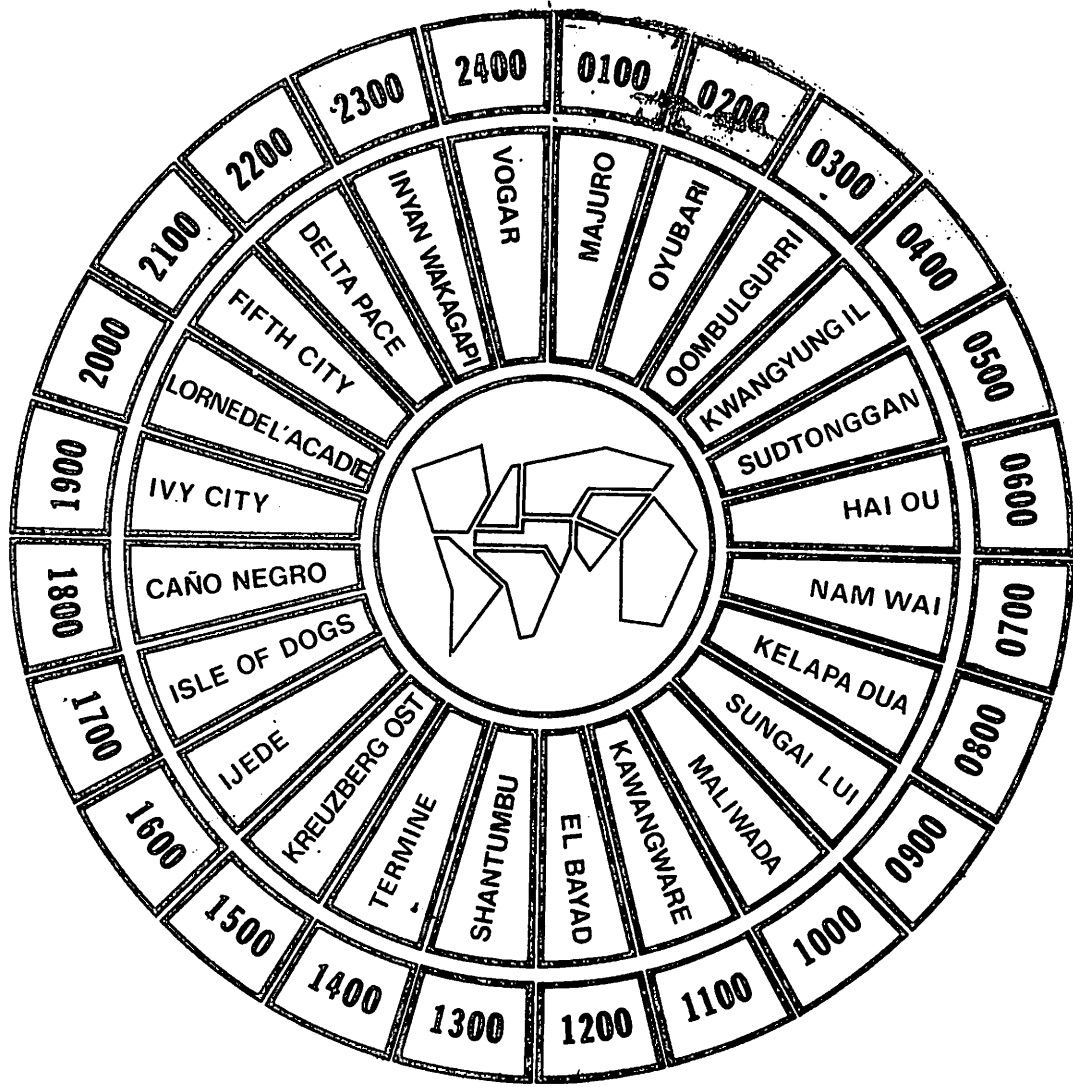 0100
0200
0300
0400
0500
0600
0700
0800
0900
1000
1100
1200
1300
1400
1500
1600
1700
1800
1900
2000
2100
2200
2300
2400
MAJURO
OYUBARI
OOMBULGURRI
KWANGYUNG IL
SUDTONGGAN
HAI OU
NAM WAI
KELAPA DUA
SUNGAI LUI
MALIWADA
KAWANGWARE
EL BAYAD
SHANTUMBU
TERMINE
KREUZBERG OST
IJEDE
ISLE OF DOGS
CAÑO NEGRO
IVY CITY
LORNEDEL'ACADIE
FIFTH CITY
DELTA PACE
INYAN WAKAGAPI
VOGAR